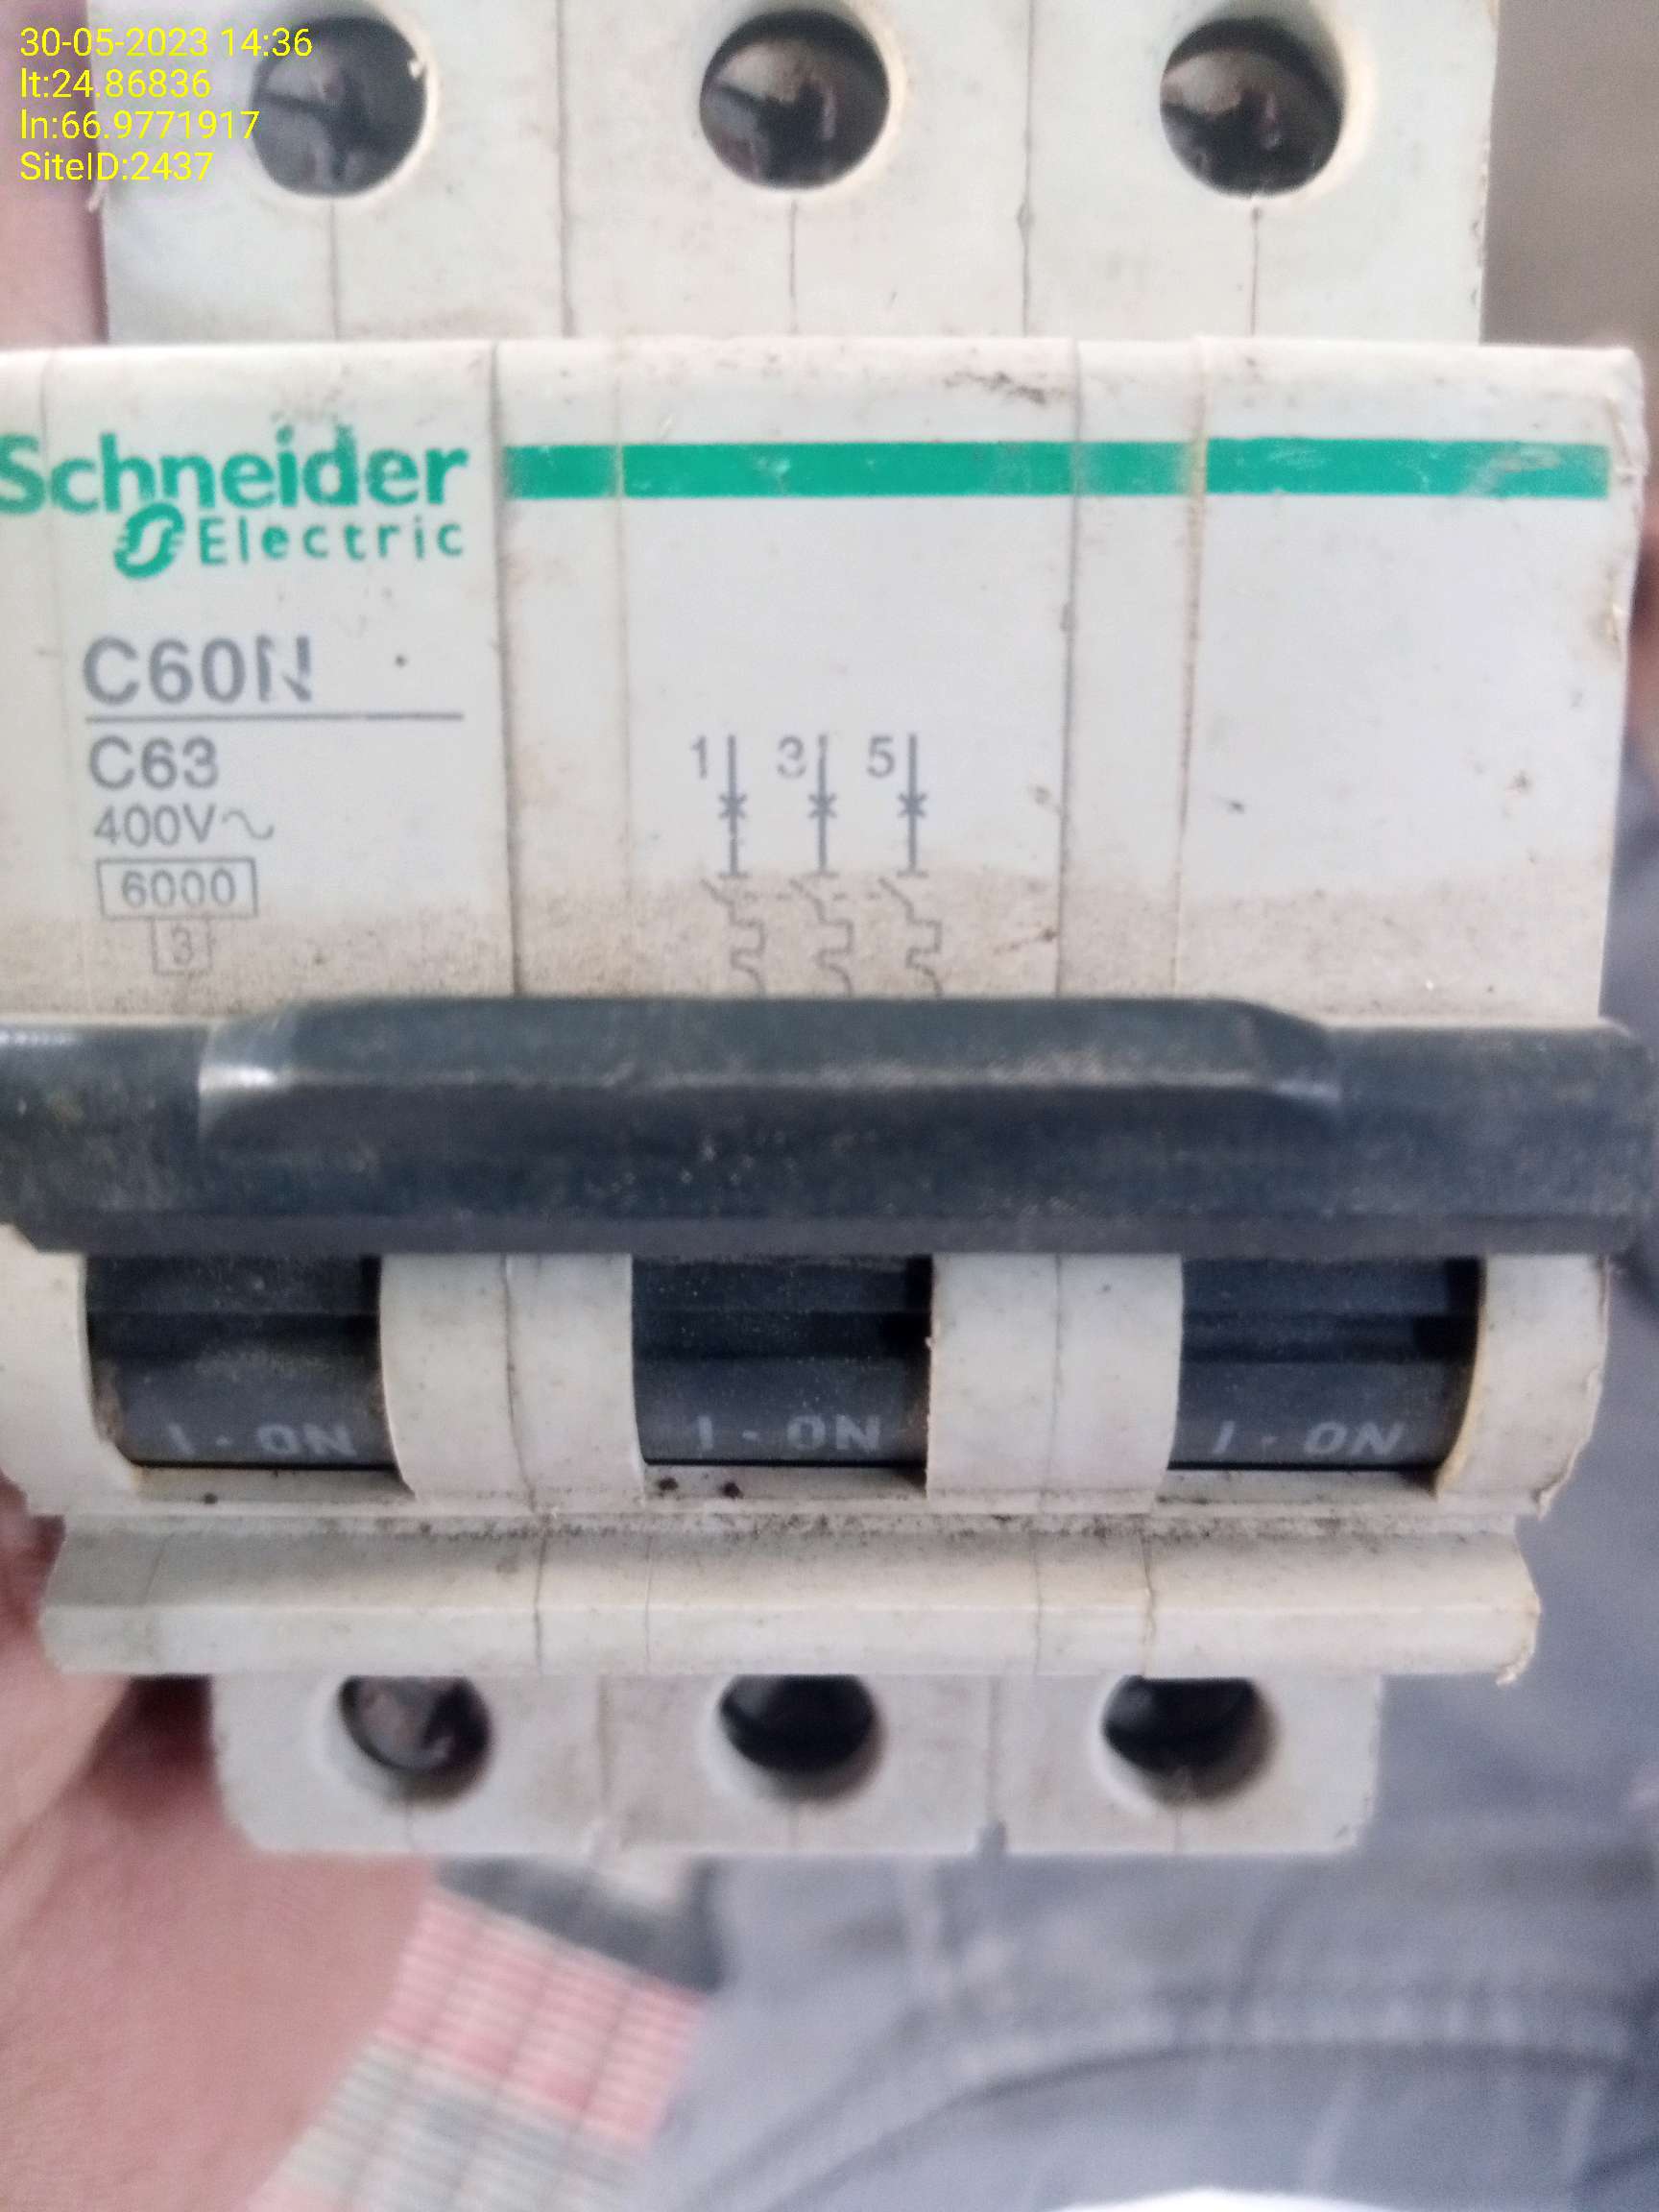 30-05-2023 14:36
lt:24.86836
ln:66.9771917
SiteID:2437
Schneider
Electric
C60N
C63
400V~
6000
3
1 3 5
I - ON I - ON I - ON